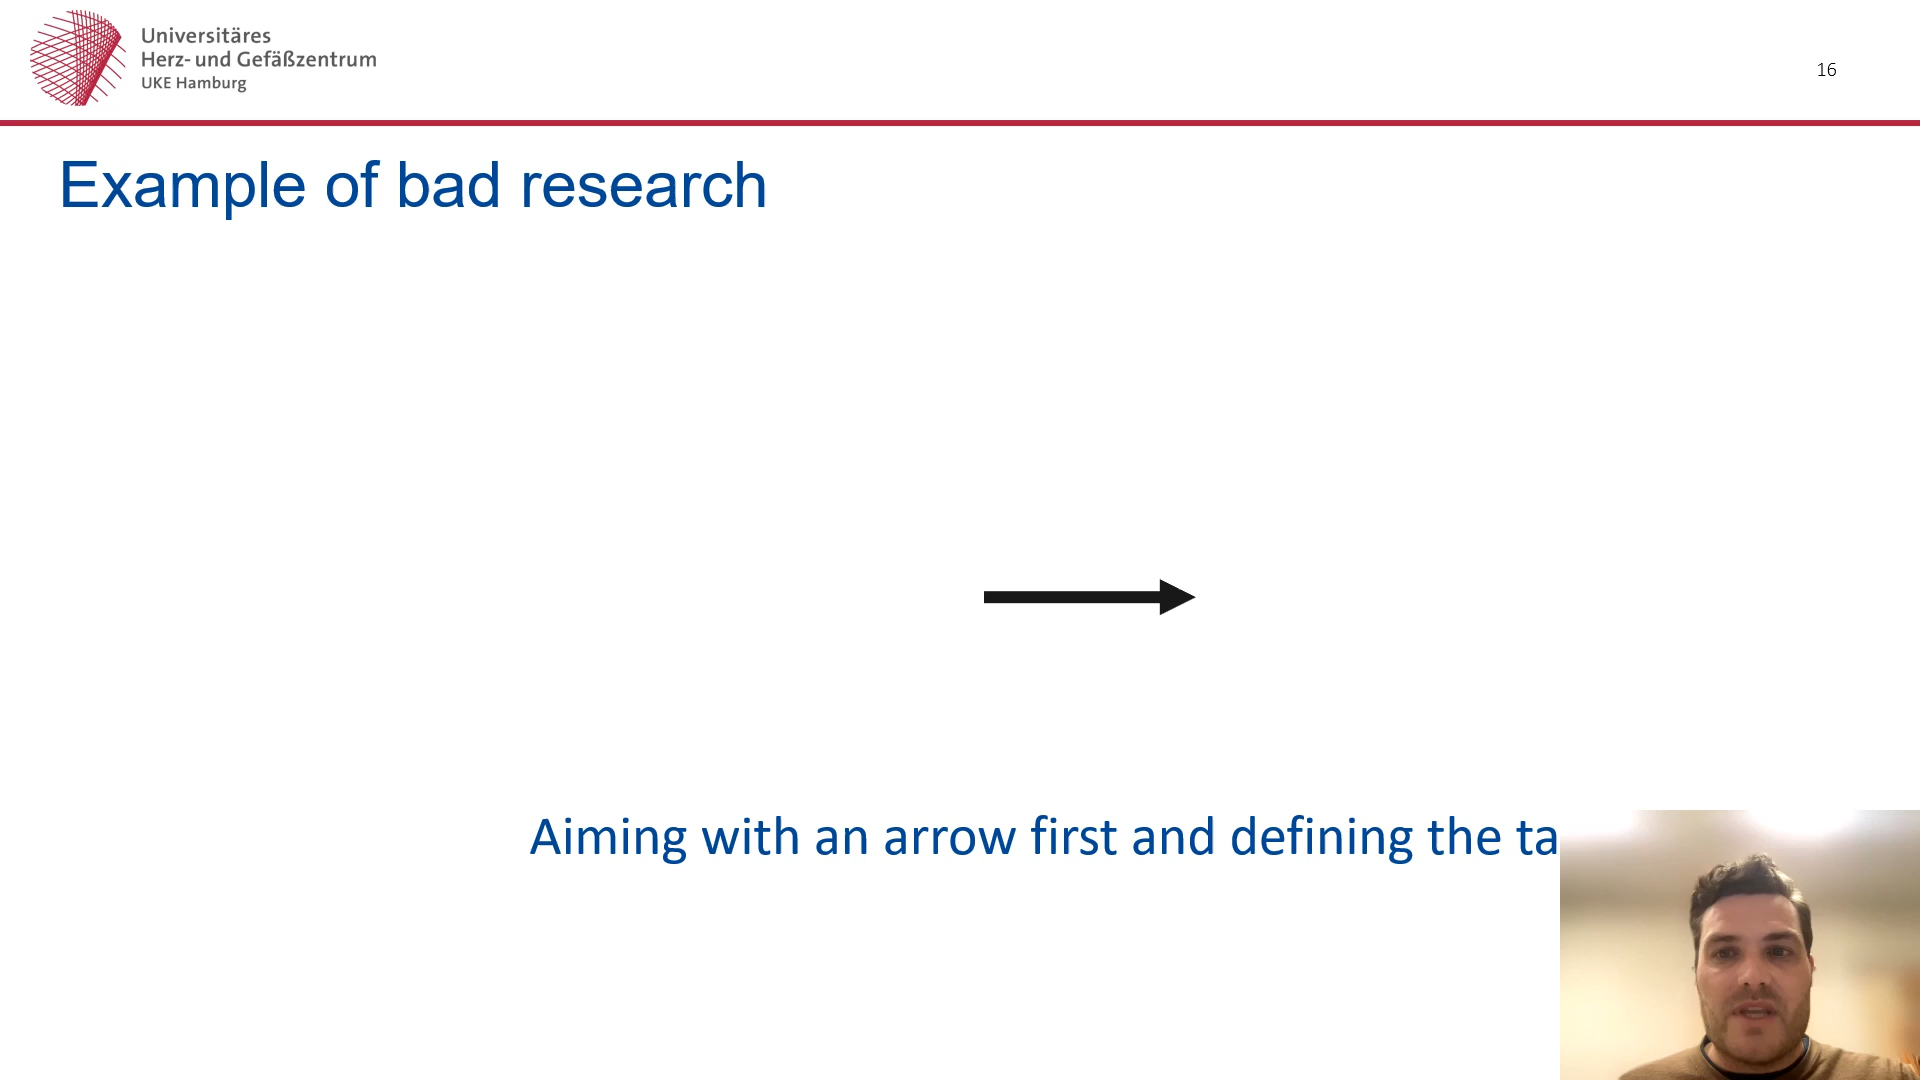 Universitäres
Herz- und Gefäßzentrum
UKE Hamburg
16
Example of bad research
Aiming with an arrow first and defining the ta